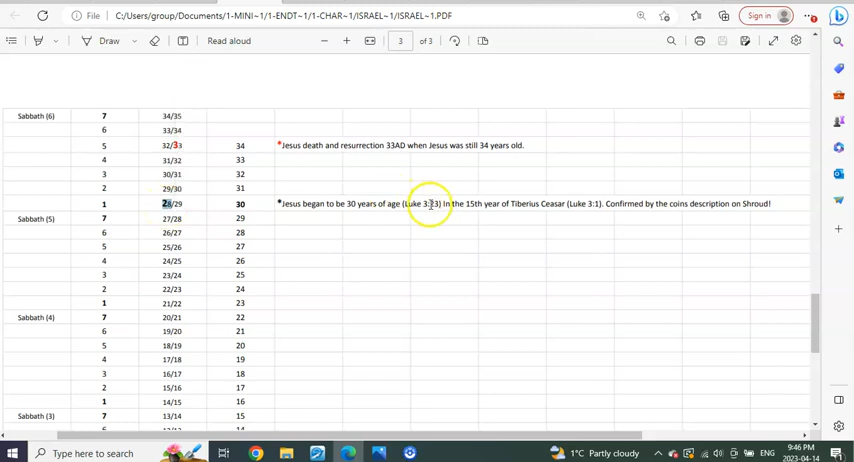 File C:/Users/group/Documents/1-MINI~1/1-ENDT~1/1-CHAR~1/ISRAEL~1/ISRAEL~1.PDF Sign in
Draw Read aloud 3 of 3
Sabbath (6) 7 34/35
6 33/34
5 32/33 34 *Jesus death and resurrection 33AD when Jesus was still 34 years old.
4 31/32 33
3 30/31 32
2 29/30 31
1 28/29 30 *Jesus began to be 30 years of age (Luke 3:23) In the 15th year of Tiberius Ceasar (Luke 3:1). Confirmed by the coins description on Shroud!
Sabbath (5) 7 27/28 29
6 26/27 28
5 25/26 27
4 24/25 26
3 23/24 25
2 22/23 24
1 21/22 23
Sabbath (4) 7 20/21 22
6 19/20 21
5 18/19 20
4 17/18 19
3 16/17 18
2 15/16 17
1 14/15 16
Sabbath (3) 7 13/14 15
Type here to search 1°C Partly cloudy ENG 9:46 PM
2023-04-14